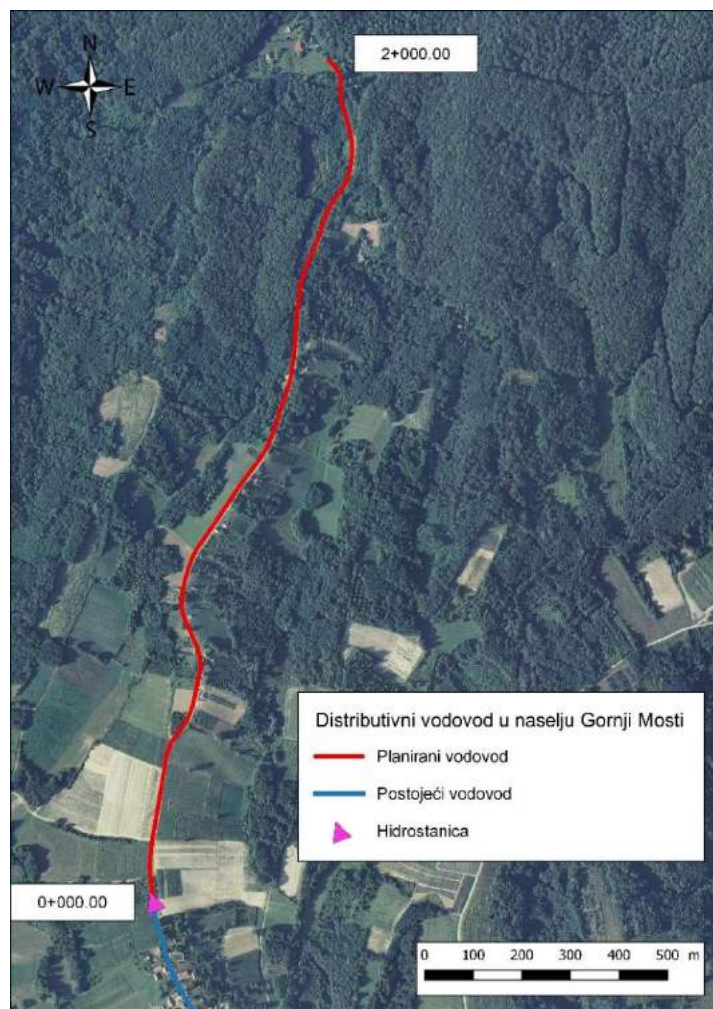 2+000.00
N
W E
S
Distributivni vodovod u naselju Gornji Mosti
Planirani vodovod
Postojeći vodovod
Hidrostanica
0+000.00
0 100 200 300 400 500 m